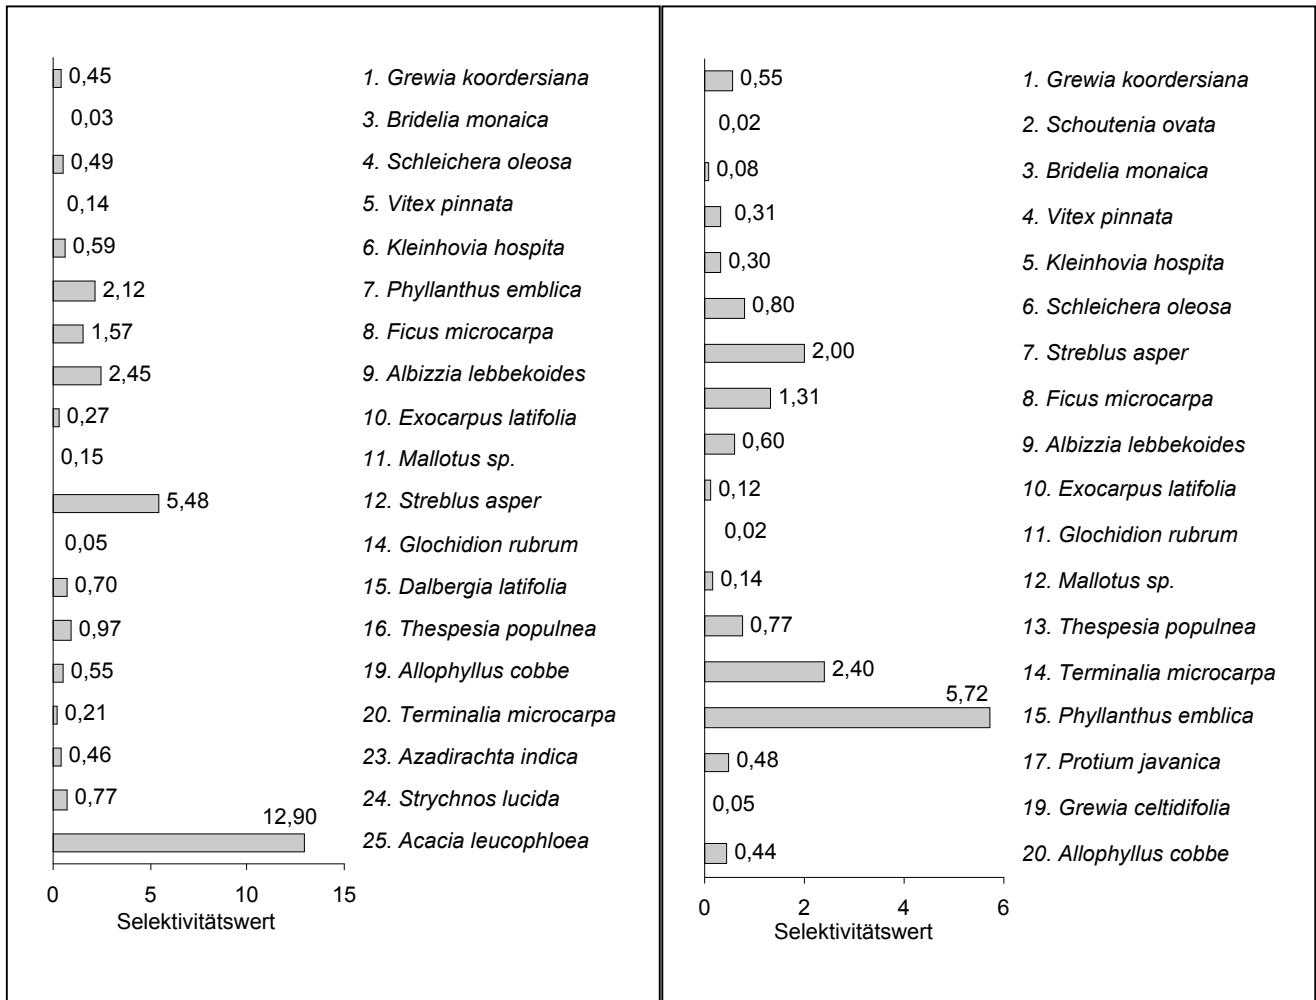 0,45 1. Grewia koordersiana
0,03 3. Bridelia monaica
0,49 4. Schleichera oleosa
0,14 5. Vitex pinnata
0,59 6. Kleinhovia hospita
2,12 7. Phyllanthus emblica
1,57 8. Ficus microcarpa
2,45 9. Albizzia lebbekoides
0,27 10. Exocarpus latifolia
0,15 11. Mallotus sp.
5,48 12. Streblus asper
0,05 14. Glochidion rubrum
0,70 15. Dalbergia latifolia
0,97 16. Thespesia populnea
0,55 19. Allophyllus cobbe
0,21 20. Terminalia microcarpa
0,46 23. Azadirachta indica
0,77 24. Strychnos lucida
12,90 25. Acacia leucophloea
0 5 10 15
Selektivitätswert
0,55 1. Grewia koordersiana
0,02 2. Schoutenia ovata
0,08 3. Bridelia monaica
0,31 4. Vitex pinnata
0,30 5. Kleinhovia hospita
0,80 6. Schleichera oleosa
2,00 7. Streblus asper
1,31 8. Ficus microcarpa
0,60 9. Albizzia lebbekoides
0,12 10. Exocarpus latifolia
0,02 11. Glochidion rubrum
0,14 12. Mallotus sp.
0,77 13. Thespesia populnea
2,40 14. Terminalia microcarpa
5,72 15. Phyllanthus emblica
0,48 17. Protium javanica
0,05 19. Grewia celtidifolia
0,44 20. Allophyllus cobbe
0 2 4 6
Selektivitätswert